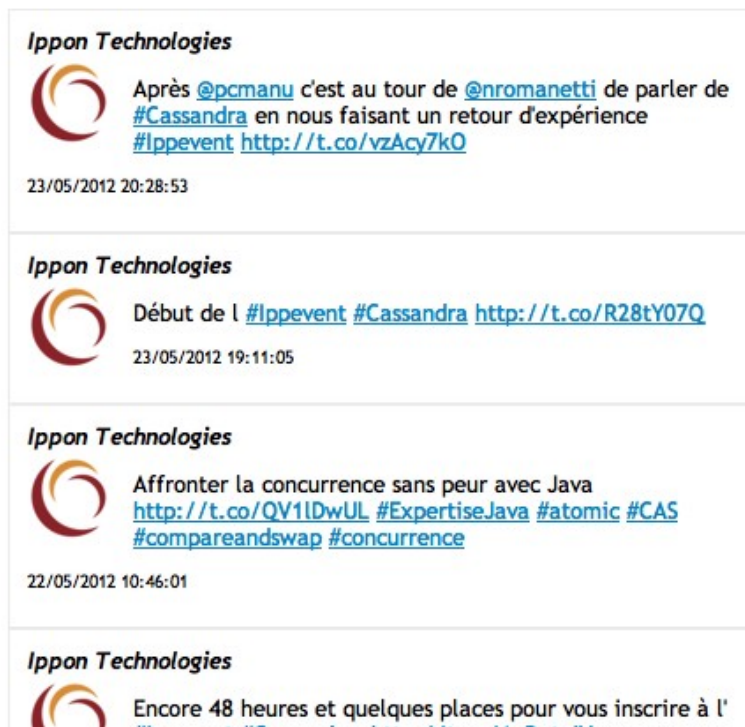 Ippon Technologies
Après @pcmanu c'est au tour de @nromanetti de parler de
#Cassandra en nous faisant un retour d'expérience
#Ippevent http://t.co/vzAcy7kO
23/05/2012 20:28:53
Ippon Technologies
Début de l #Ippevent #Cassandra http://t.co/R28tY07Q
23/05/2012 19:11:05
Ippon Technologies
Affronter la concurrence sans peur avec Java
http://t.co/QV1lDwUL #ExpertiseJava #atomic #CAS
#compareandswap #concurrence
22/05/2012 10:46:01
Ippon Technologies
Encore 48 heures et quelques places pour vous inscrire à l'